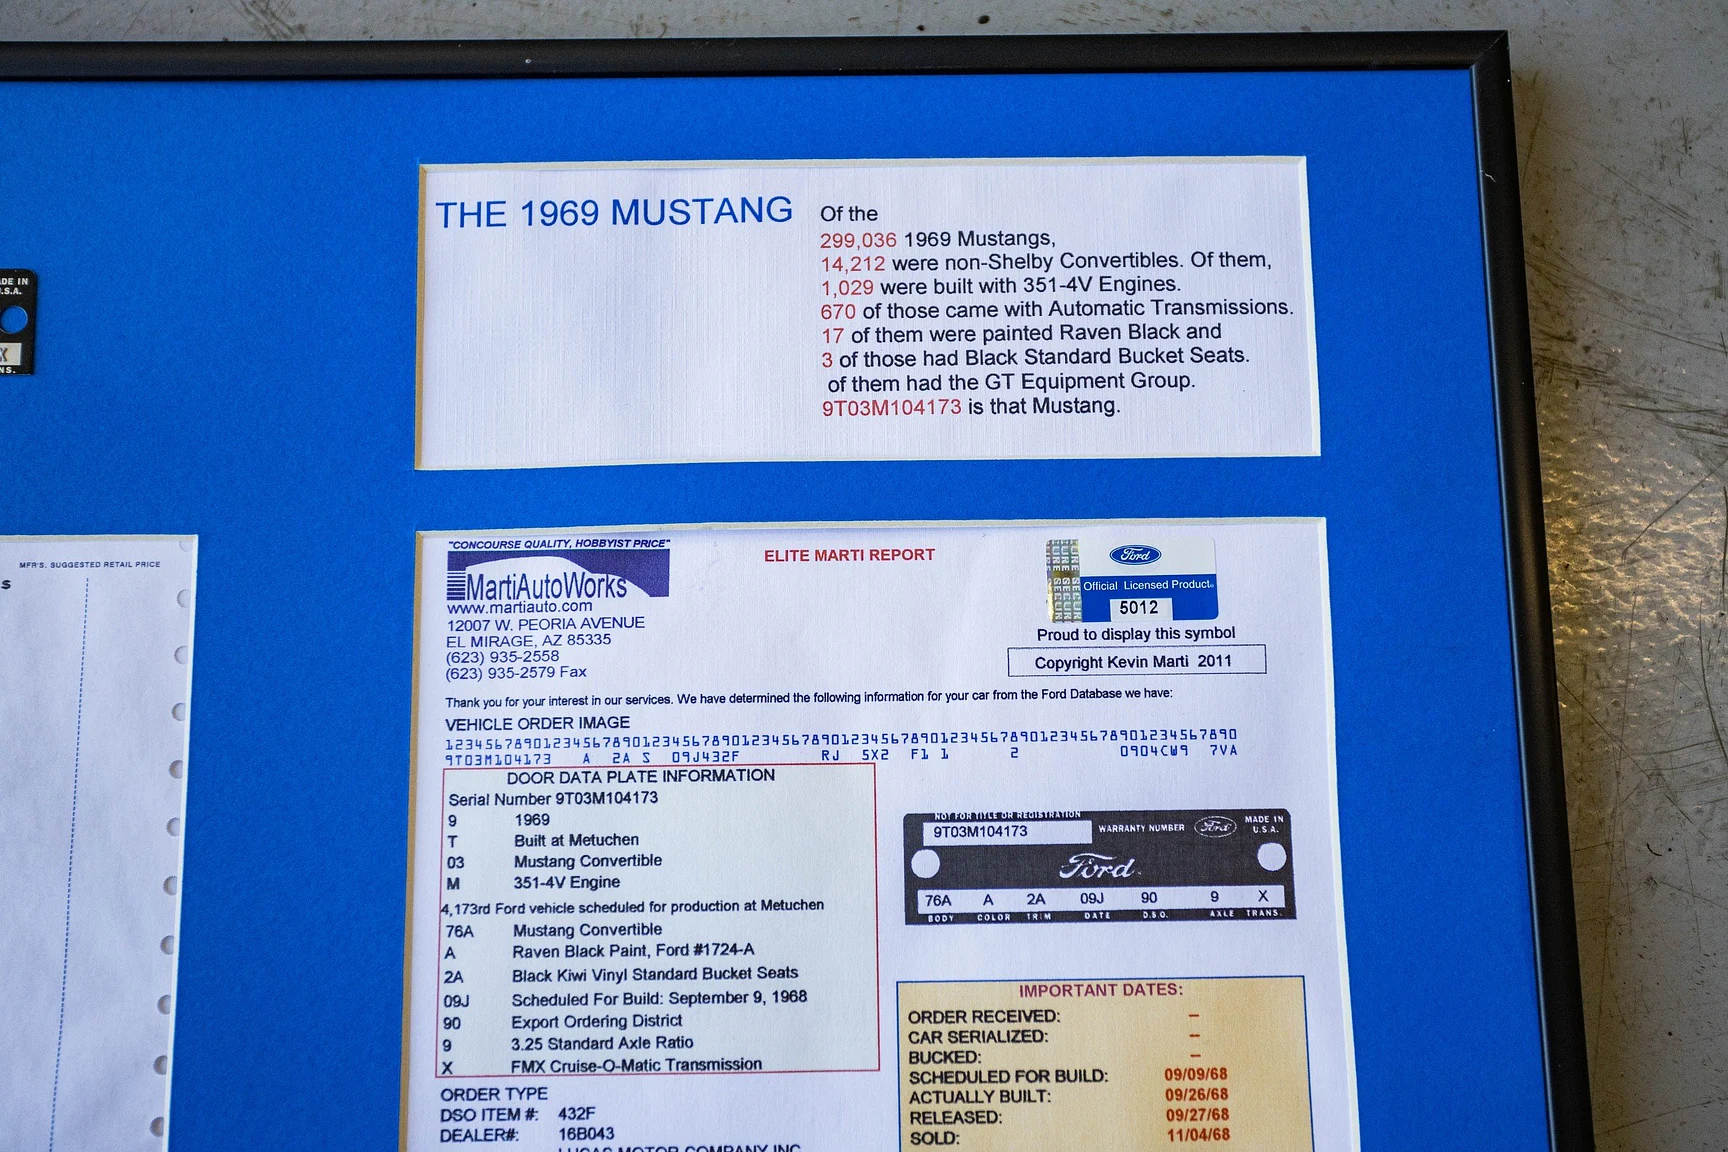 ADE IN
.S.A.
X
NS.
MFR'S. SUGGESTED RETAIL PRICE
$
THE 1969 MUSTANG
Of the
299,036 1969 Mustangs,
14,212 were non-Shelby Convertibles. Of them,
1,029 were built with 351-4V Engines.
670 of those came with Automatic Transmissions.
17 of them were painted Raven Black and
3 of those had Black Standard Bucket Seats.
of them had the GT Equipment Group.
9T03M104173 is that Mustang.
"CONCOURSE QUALITY, HOBBYIST PRICE"
MartiAutoWorks
www.martiauto.com
12007 W. PEORIA AVENUE
EL MIRAGE, AZ 85335
(623) 935-2558
(623) 935-2579 Fax
ELITE MARTI REPORT
Ford
Official Licensed Product
5012
Proud to display this symbol
Copyright Kevin Marti 2011
Thank you for your interest in our services. We have determined the following information for your car from the Ford Database we have:
VEHICLE ORDER IMAGE
12345678901234567890123456789012345678901234567890123456789012345678901234567890
9T03M104173 A 2A S 09J432F RJ 5X2 F1 1 2 0904CW9 7VA
DOOR DATA PLATE INFORMATION
Serial Number 9T03M104173
9 1969
T Built at Metuchen
03 Mustang Convertible
M 351-4V Engine
4,173rd Ford vehicle scheduled for production at Metuchen
76A Mustang Convertible
A Raven Black Paint, Ford #1724-A
2A Black Kiwi Vinyl Standard Bucket Seats
09J Scheduled For Build: September 9, 1968
90 Export Ordering District
9 3.25 Standard Axle Ratio
X FMX Cruise-O-Matic Transmission
ORDER TYPE
DSO ITEM #: 432F
DEALER#: 16B043
LUCAS MOTOR COMPANY INC
NOT FOR TITLE OR REGISTRATION
9T03M104173 WARRANTY NUMBER Ford MADE IN
U.S.A.
Ford
76A A 2A 09J 90 9 X
BODY COLOR TRIM DATE D.S.O. AXLE TRANS.
IMPORTANT DATES:
ORDER RECEIVED: –
CAR SERIALIZED: –
BUCKED: –
SCHEDULED FOR BUILD: 09/09/68
ACTUALLY BUILT: 09/26/68
RELEASED: 09/27/68
SOLD: 11/04/68